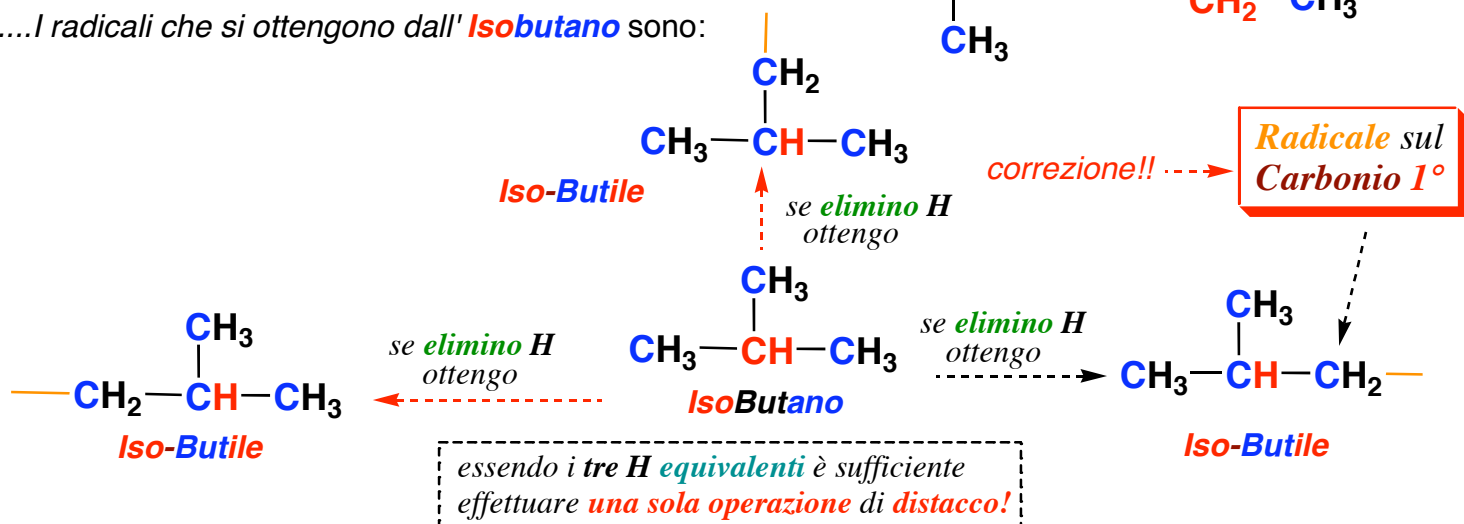 ....I radicali che si ottengono dall' Isobutano sono:
CH2 CH3
CH3
CH2
CH3—CH—CH3
Iso-Butile
correzione!!
Radicale sul
Carbonio 1°
se elimino H
ottengo
CH3
CH3—CH—CH3
IsoButano
se elimino H
ottengo
CH3
CH2—CH—CH3
Iso-Butile
se elimino H
ottengo
CH3
CH3—CH—CH2
Iso-Butile
essendo i tre H equivalenti è sufficiente
effettuare una sola operazione di distacco!